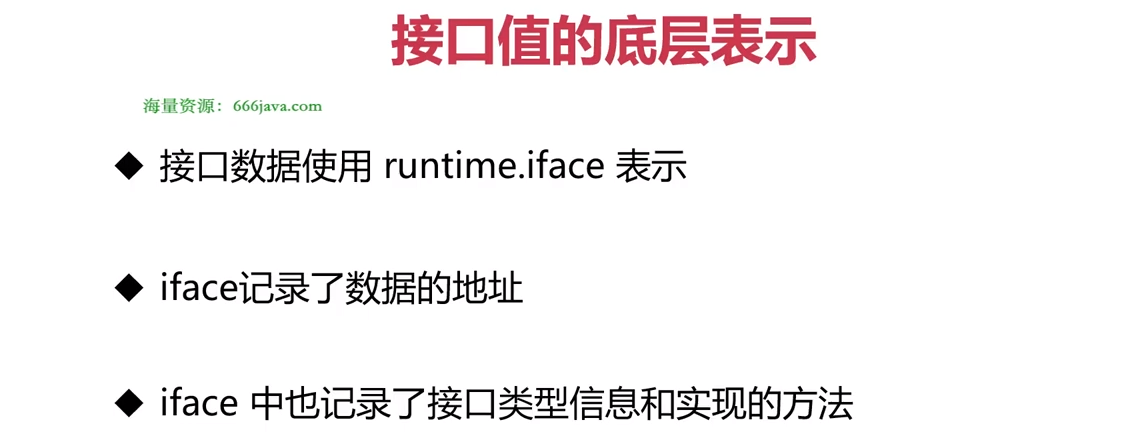 接口值的底层表示
海量资源：666java.com
◆ 接口数据使用 runtime.iface 表示
◆ iface记录了数据的地址
◆ iface 中也记录了接口类型信息和实现的方法